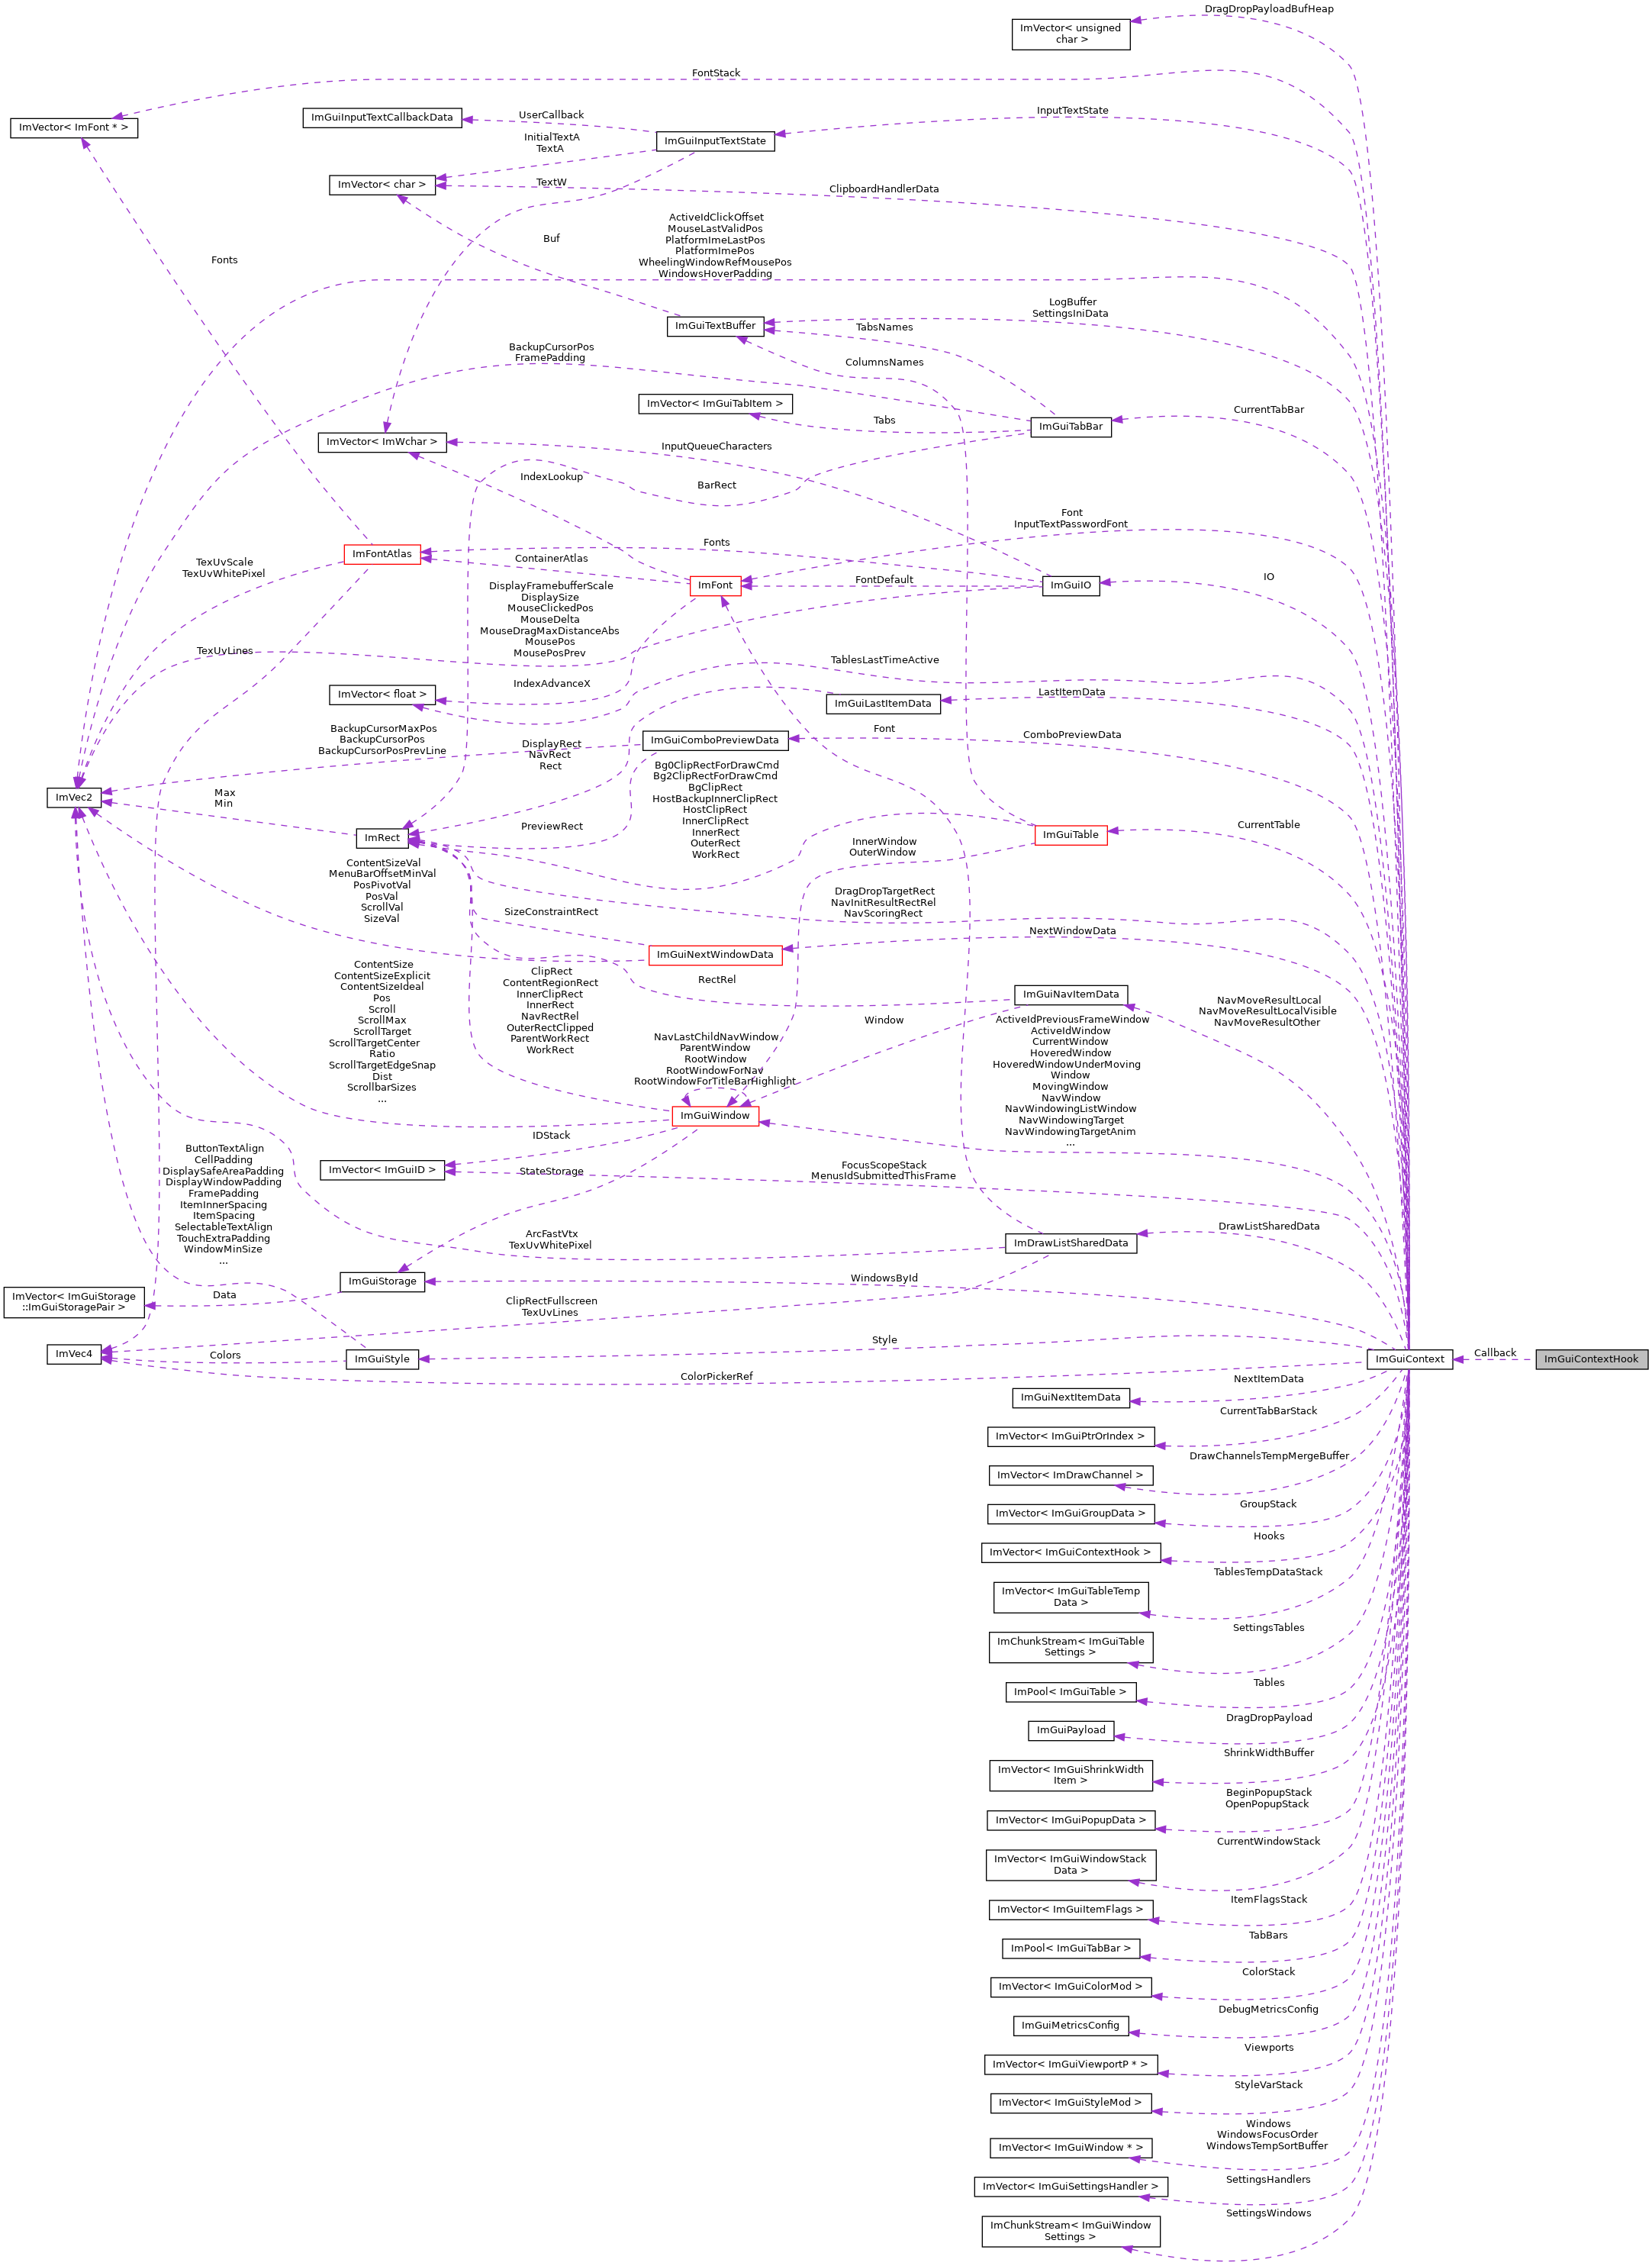 DragDropPayloadBufHeap
ImVector< unsigned
char >
FontStack
ImVector< ImFont * >
ImGuiInputTextCallbackData
UserCallback
InputTextState
ImGuiInputTextState
InitialTextA
TextA
ImVector< char >
TextW
ClipboardHandlerData
Buf
ActiveIdClickOffset
MouseLastValidPos
PlatformImeLastPos
PlatformImePos
WheelingWindowRefMousePos
WindowsHoverPadding
Fonts
LogBuffer
SettingsIniData
ImGuiTextBuffer
TabsNames
BackupCursorPos
FramePadding
ColumnsNames
ImVector< ImGuiTabItem >
CurrentTabBar
Tabs
ImGuiTabBar
ImVector< ImWchar >
InputQueueCharacters
IndexLookup
BarRect
Font
InputTextPasswordFont
ImFontAtlas
Fonts
ContainerAtlas
TexUvScale
TexUvWhitePixel
ImFont
FontDefault
ImGuiIO
IO
DisplayFramebufferScale
DisplaySize
MouseClickedPos
MouseDelta
MouseDragMaxDistanceAbs
MousePos
MousePosPrev
TexUvLines
TablesLastTimeActive
IndexAdvanceX
ImVector< float >
LastItemData
ImGuiLastItemData
Font
BackupCursorMaxPos
BackupCursorPos
BackupCursorPosPrevLine
ImGuiComboPreviewData
ComboPreviewData
DisplayRect
NavRect
Rect
Bg0ClipRectForDrawCmd
Bg2ClipRectForDrawCmd
BgClipRect
HostBackupInnerClipRect
HostClipRect
InnerClipRect
InnerRect
OuterRect
WorkRect
ImVec2
Max
Min
PreviewRect
ImRect
ImGuiTable
CurrentTable
InnerWindow
OuterWindow
ContentSizeVal
MenuBarOffsetMinVal
PosPivotVal
PosVal
ScrollVal
SizeVal
DragDropTargetRect
NavInitResultRectRel
NavScoringRect
SizeConstraintRect
NextWindowData
ImGuiNextWindowData
RectRel
ImGuiNavItemData
NavMoveResultLocal
NavMoveResultLocalVisible
NavMoveResultOther
ContentSize
ContentSizeExplicit
ContentSizeIdeal
Pos
Scroll
ScrollMax
ScrollTarget
ScrollTargetCenter
Ratio
ScrollTargetEdgeSnap
Dist
ScrollbarSizes
...
ClipRect
ContentRegionRect
InnerClipRect
InnerRect
NavRectRel
OuterRectClipped
ParentWorkRect
WorkRect
Window
NavLastChildNavWindow
ParentWindow
RootWindow
RootWindowForNav
RootWindowForTitleBarHighlight
ActiveIdPreviousFrameWindow
ActiveIdWindow
CurrentWindow
HoveredWindow
HoveredWindowUnderMoving
Window
MovingWindow
NavWindow
NavWindowingListWindow
NavWindowingTarget
NavWindowingTargetAnim
...
ImGuiWindow
IDStack
ImVector< ImGuiID >
StateStorage
FocusScopeStack
MenusIdSubmittedThisFrame
ButtonTextAlign
CellPadding
DisplaySafeAreaPadding
DisplayWindowPadding
FramePadding
ItemInnerSpacing
ItemSpacing
SelectableTextAlign
TouchExtraPadding
WindowMinSize
...
ArcFastVtx
TexUvWhitePixel
ImDrawListSharedData
DrawListSharedData
ImGuiStorage
WindowsById
ImVector< ImGuiStorage
::ImGuiStoragePair >
Data
ClipRectFullscreen
TexUvLines
Style
ImVec4
Colors
ImGuiStyle
ColorPickerRef
ImGuiContext
Callback
ImGuiContextHook
NextItemData
ImGuiNextItemData
CurrentTabBarStack
ImVector< ImGuiPtrOrIndex >
DrawChannelsTempMergeBuffer
ImVector< ImDrawChannel >
GroupStack
ImVector< ImGuiGroupData >
Hooks
ImVector< ImGuiContextHook >
TablesTempDataStack
ImVector< ImGuiTableTemp
Data >
SettingsTables
ImChunkStream< ImGuiTable
Settings >
Tables
ImPool< ImGuiTable >
DragDropPayload
ImGuiPayload
ShrinkWidthBuffer
ImVector< ImGuiShrinkWidth
Item >
BeginPopupStack
OpenPopupStack
ImVector< ImGuiPopupData >
CurrentWindowStack
ImVector< ImGuiWindowStack
Data >
ItemFlagsStack
ImVector< ImGuiItemFlags >
TabBars
ImPool< ImGuiTabBar >
ColorStack
ImVector< ImGuiColorMod >
DebugMetricsConfig
ImGuiMetricsConfig
Viewports
ImVector< ImGuiViewportP * >
StyleVarStack
ImVector< ImGuiStyleMod >
Windows
WindowsFocusOrder
WindowsTempSortBuffer
ImVector< ImGuiWindow * >
SettingsHandlers
ImVector< ImGuiSettingsHandler >
SettingsWindows
ImChunkStream< ImGuiWindow
Settings >